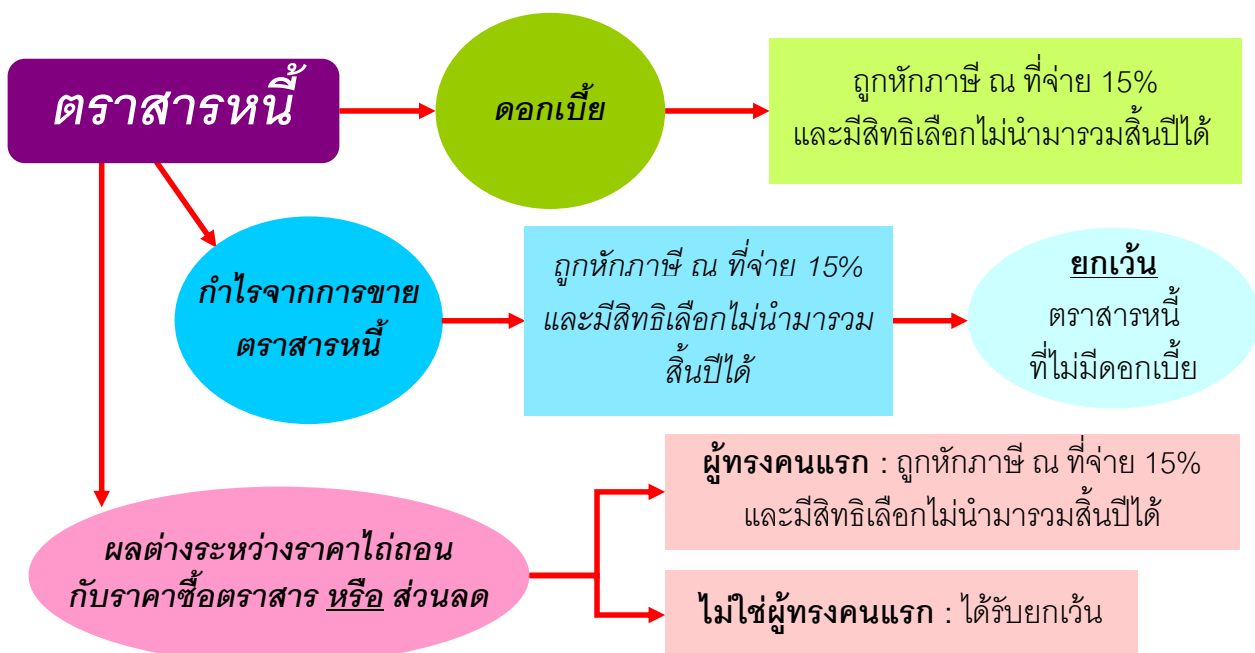 ตราสารหนี้
ดอกเบี้ย
ถูกหักภาษี ณ ที่จ่าย 15%
และมีสิทธิเลือกไม่นำมารวมสิ้นปีได้
กำไรจากการขาย
ตราสารหนี้
ถูกหักภาษี ณ ที่จ่าย 15%
และมีสิทธิเลือกไม่นำมารวม
สิ้นปีได้
ยกเว้น
ตราสารหนี้
ที่ไม่มีดอกเบี้ย
ผลต่างระหว่างราคาไถ่ถอน
กับราคาซื้อตราสาร หรือ ส่วนลด
ผู้ทรงคนแรก : ถูกหักภาษี ณ ที่จ่าย 15%
และมีสิทธิเลือกไม่นำมารวมสิ้นปีได้
ไม่ใช่ผู้ทรงคนแรก : ได้รับยกเว้น